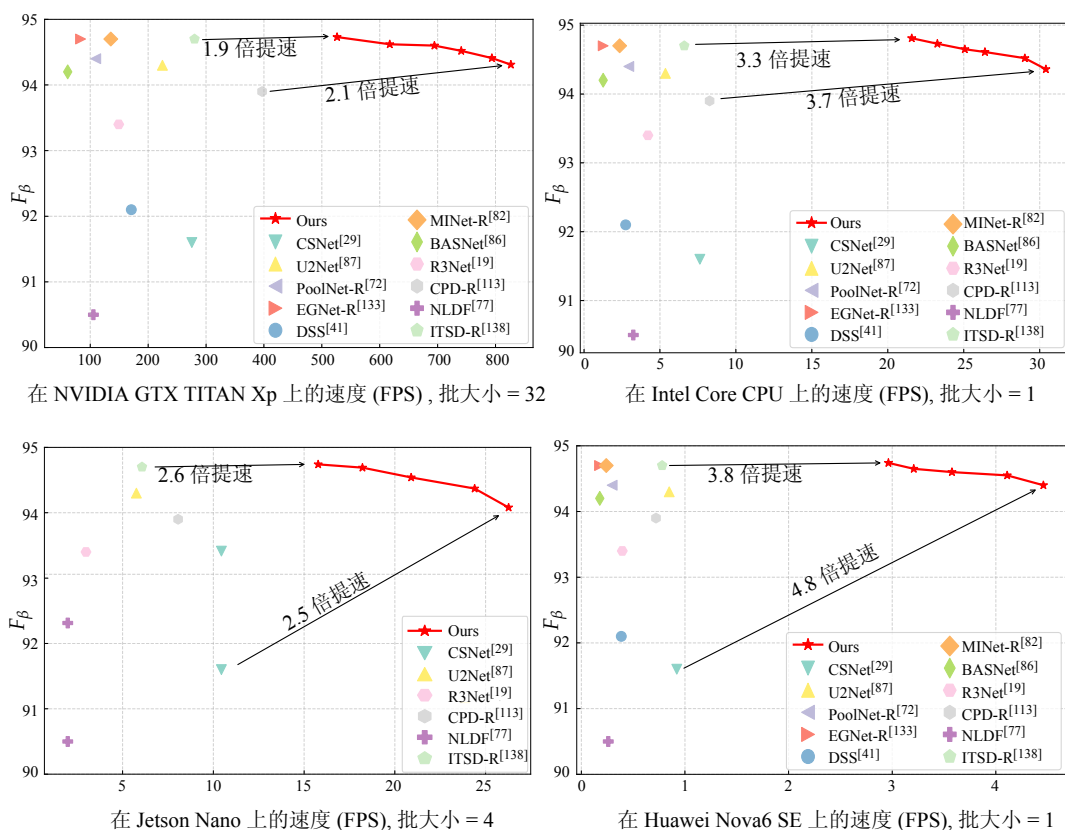 95
94
93
92
91
90
Fβ
1.9 倍提速
2.1 倍提速
Ours
CSNet[29]
U2Net[87]
PoolNet-R[72]
EGNet-R[133]
DSS[41]
MINet-R[82]
BASNet[86]
R3Net[19]
CPD-R[113]
NLDF[77]
ITSD-R[138]
100 200 300 400 500 600 700 800
在 NVIDIA GTX TITAN Xp 上的速度 (FPS) , 批大小 = 32
95
94
93
92
91
90
3.3 倍提速
3.7 倍提速
Ours
CSNet[29]
U2Net[87]
PoolNet-R[72]
EGNet-R[133]
DSS[41]
MINet-R[82]
BASNet[86]
R3Net[19]
CPD-R[113]
NLDF[77]
ITSD-R[138]
0 5 10 15 20 25 30
在 Intel Core CPU 上的速度 (FPS), 批大小 = 1
95
94
93
92
91
90
Fβ
2.6 倍提速
2.5 倍提速
Ours
CSNet[29]
U2Net[87]
R3Net[19]
CPD-R[113]
NLDF[77]
ITSD-R[138]
5 10 15 20 25
在 Jetson Nano 上的速度 (FPS), 批大小 = 4
95
94
93
92
91
90
Fβ
3.8 倍提速
4.8 倍提速
Ours
CSNet[29]
U2Net[87]
PoolNet-R[72]
EGNet-R[133]
DSS[41]
MINet-R[82]
BASNet[86]
R3Net[19]
CPD-R[113]
NLDF[77]
ITSD-R[138]
0 1 2 3 4
在 Huawei Nova6 SE 上的速度 (FPS), 批大小 = 1